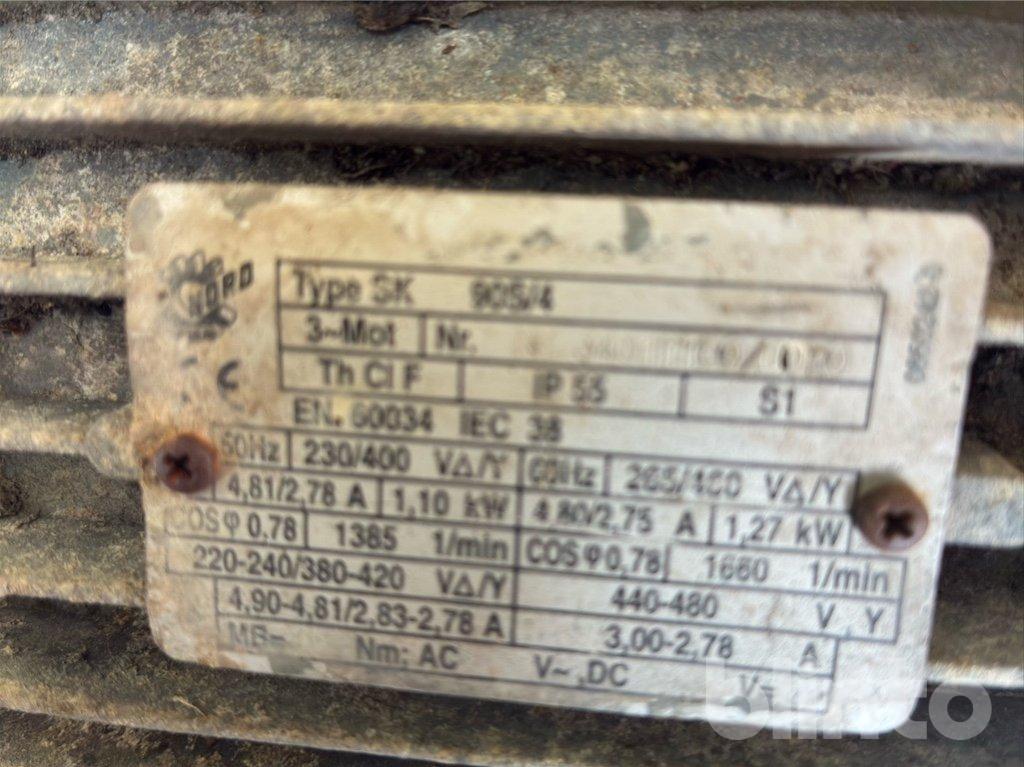 NORD
Type SK 90S/4
3~Mot Nr.
Th Cl F IP 55 S1
CE
EN. 60034 IEC 38
50Hz 230/400 VΔ/Y 60Hz 265/460 VΔ/Y
4,81/2,78 A 1,10 kW 4,80/2,75 A 1,27 kW
COS φ 0,78 1385 1/min COS φ 0,78 1660 1/min
220-240/380-420 VΔ/Y 440-480 V Y
4,90-4,81/2,83-2,78 A 3,00-2,78 A
MB= Nm; AC V~ ,DC V=
blinto